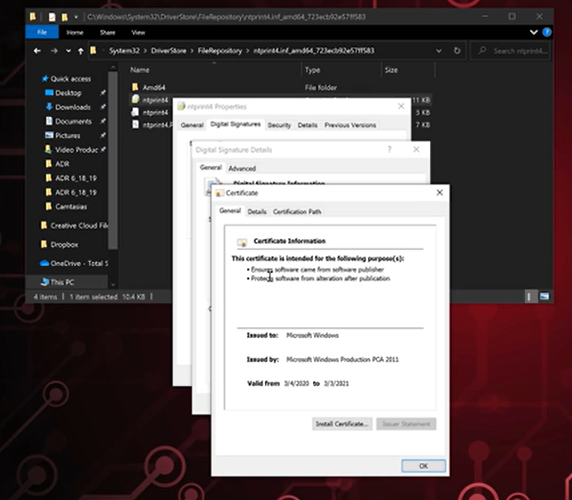 C:\Windows\System32\DriverStore\FileRepository\ntprint4.inf_amd64_723ecb92e57ff583
File Home Share View
System32 DriverStore FileRepository ntprint4.inf_amd64_723ecb92e57ff583
Search ntprint4....
Name Type Size
Quick access
Desktop
Downloads
Documents
Pictures
Video Produc
ADR
ADR 6_18_19
ADR 6_18_19
Camtasias
Creative Cloud File
Dropbox
OneDrive - Total S
This PC
Amd64 File folder
ntprint4 11 KB
ntprint4 3 KB
ntprint4.P 7 KB
4 items 1 item selected 10.4 KB
ntprint4 Properties
General Digital Signatures Security Details Previous Versions
Digital Signature Details
General Advanced
Digital Signature Information
Certificate
General Details Certification Path
Certificate Information
This certificate is intended for the following purpose(s):
• Ensures software came from software publisher
• Protects software from alteration after publication
Issued to: Microsoft Windows
Issued by: Microsoft Windows Production PCA 2011
Valid from 3/4/2020 to 3/3/2021
Install Certificate... Issuer Statement
OK